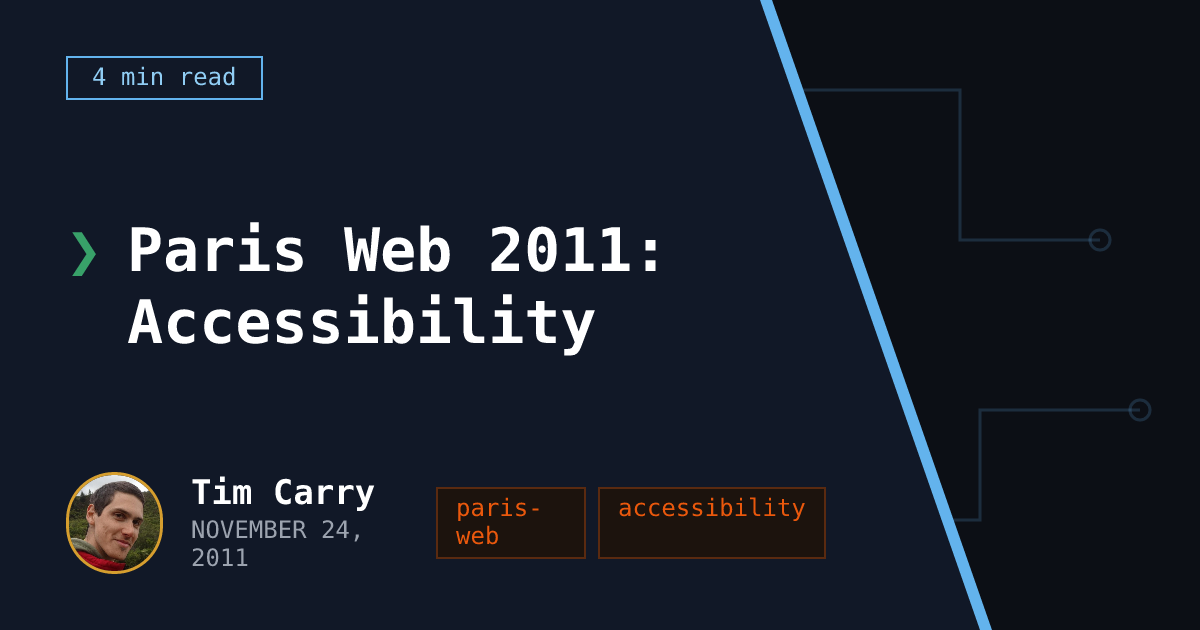 4 min read
❯ Paris Web 2011:
Accessibility
Tim Carry
NOVEMBER 24,
2011
paris-
web
accessibility